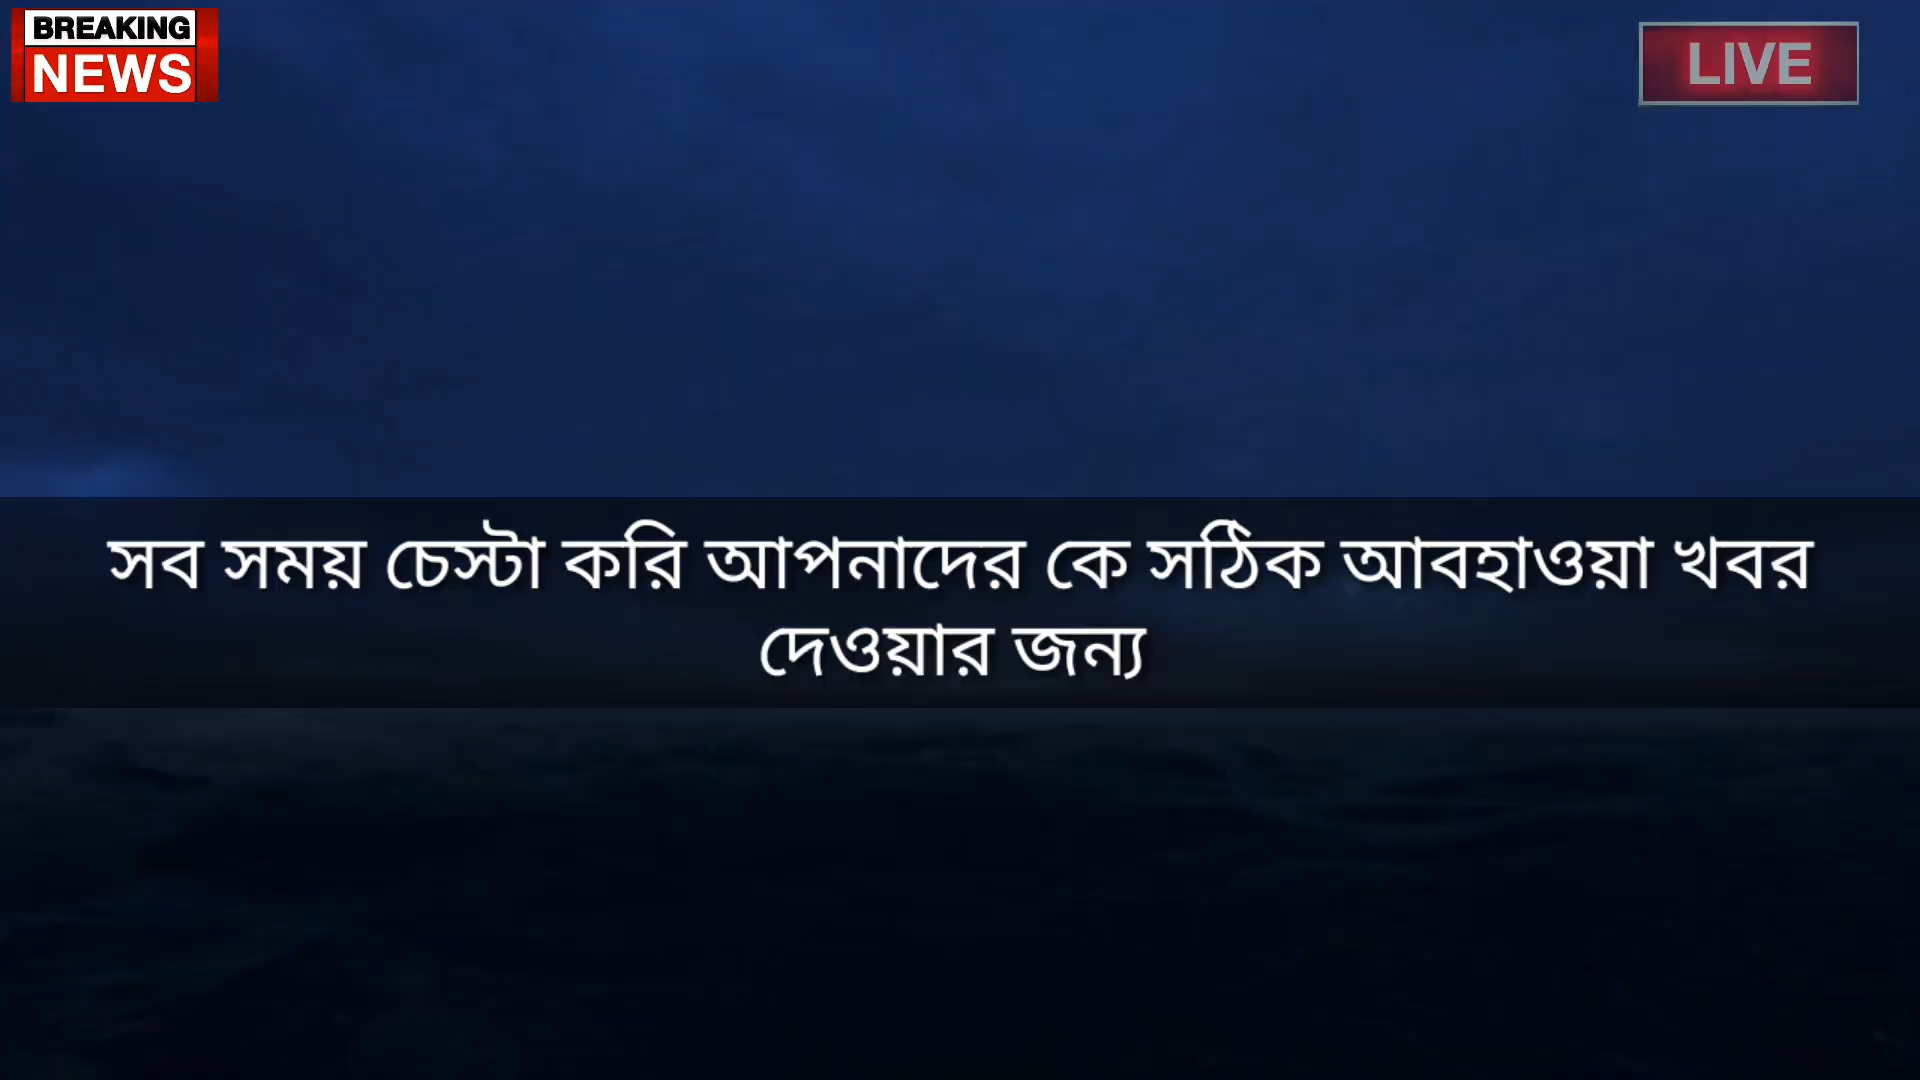 BREAKING
NEWS
LIVE
সব সময় চেস্টা করি আপনাদের কে সঠিক আবহাওয়া খবর
দেওয়ার জন্য